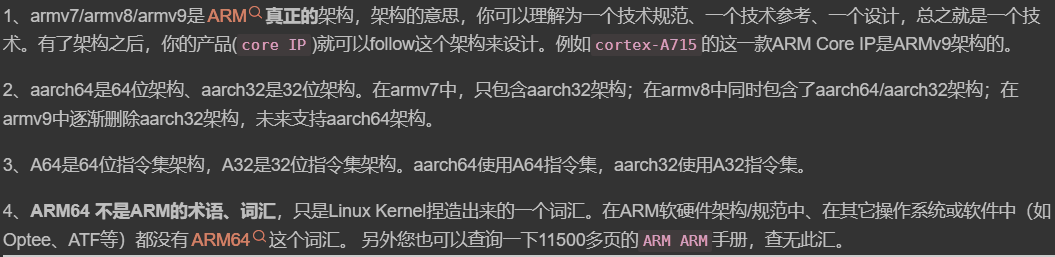 1、armv7/armv8/armv9是ARM真正的架构，架构的意思，你可以理解为一个技术规范、一个技术参考、一个设计，总之就是一个技
术。有了架构之后，你的产品(core IP)就可以follow这个架构来设计。例如cortex-A715的这一款ARM Core IP是ARMv9架构的。
2、aarch64是64位架构、aarch32是32位架构。在armv7中，只包含aarch32架构；在armv8中同时包含了aarch64/aarch32架构；在
armv9中逐渐删除aarch32架构，未来支持aarch64架构。
3、A64是64位指令集架构，A32是32位指令集架构。aarch64使用A64指令集，aarch32使用A32指令集。
4、ARM64 不是ARM的术语、词汇，只是Linux Kernel捏造出来的一个词汇。在ARM软硬件架构/规范中、在其它操作系统或软件中（如
Optee、ATF等）都没有ARM64这个词汇。 另外您也可以查询一下11500多页的ARM ARM手册，查无此汇。